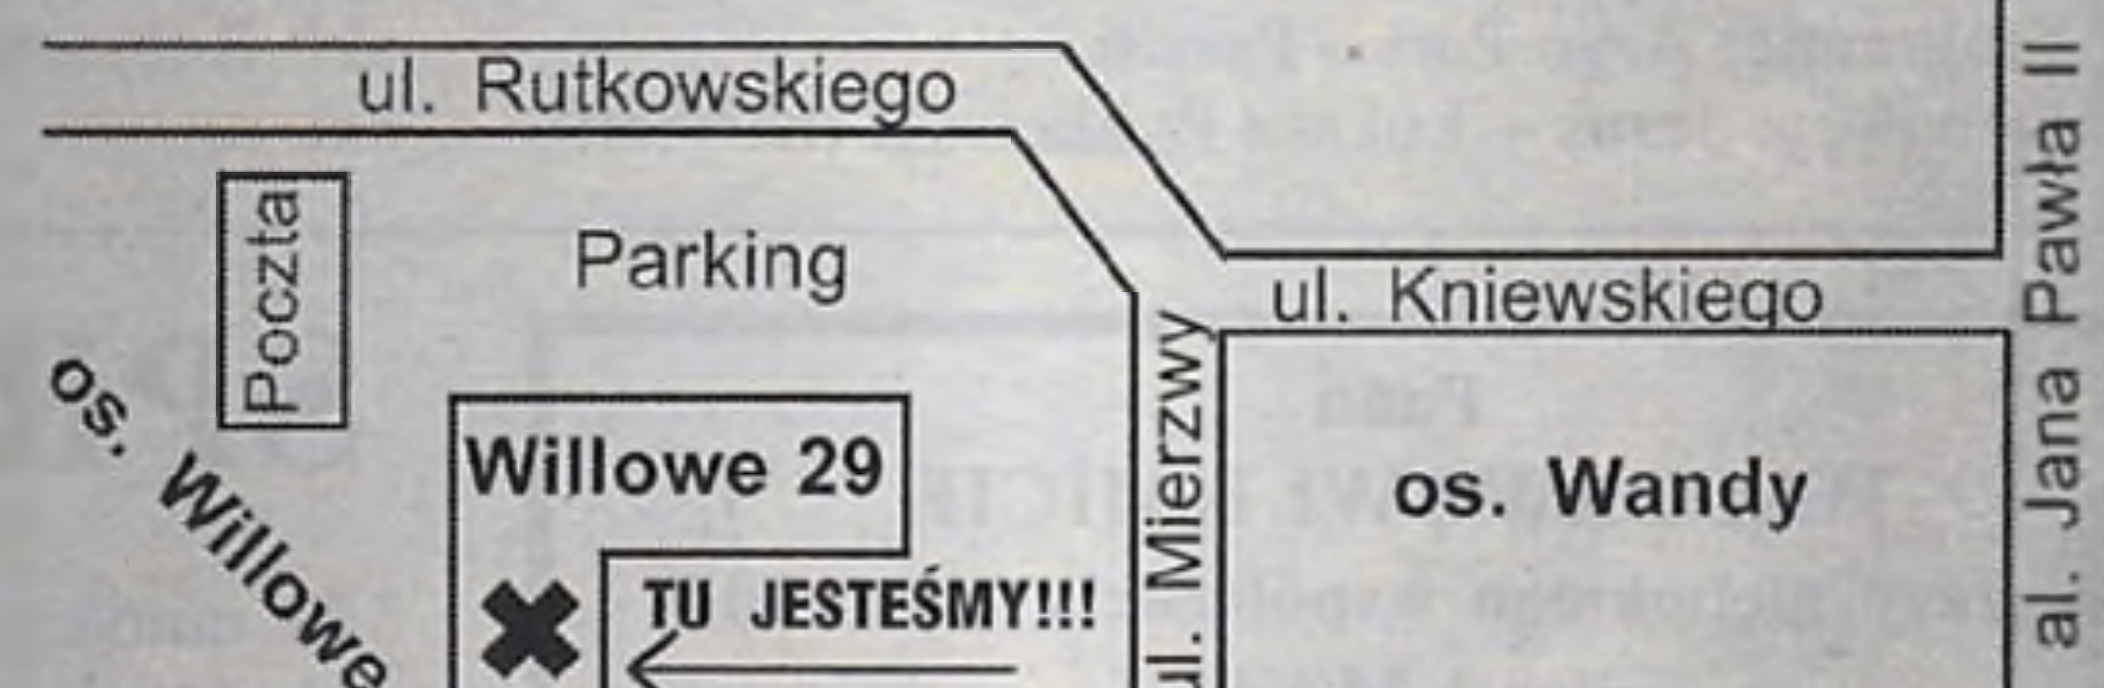 ul. Rutkowskiego
al. Jana Pawła II
Poczta
Parking
ul. Kniewskiego
ul. Mierzwy
os. Willowe
Willowe 29
os. Wandy
TU JESTEŚMY!!!